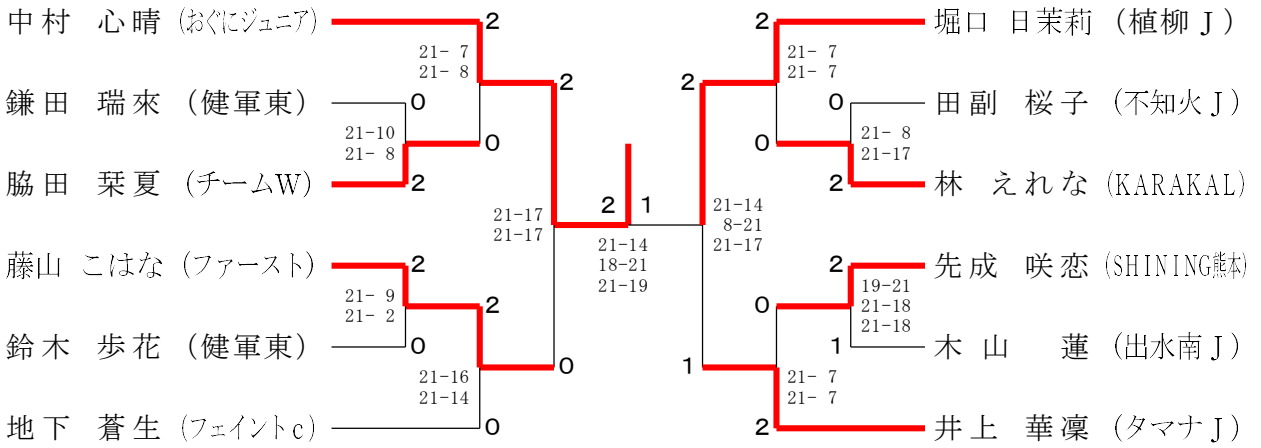 中村 心晴 (おぐにジュニア) 2 2 堀口 日茉莉 (植柳J)
21- 7 21- 7
21- 8 21- 7
2 2
鎌田 瑞來 (健軍東) 0 0 田副 桜子 (不知火J)
21-10 21- 8
21- 8 0 0 21-17
脇田 栞夏 (チームW) 2 2 林 えれな (KARAKAL)
21-17 2 1 21-14
21-17 8-21
21-14 21-17
18-21
21-19
藤山 こはな (ファースト) 2 2 先成 咲恋 (SHINING熊本)
21- 9 19-21
21- 2 2 0 21-18
21-18
鈴木 歩花 (健軍東) 0 1 木山 蓮 (出水南J)
0 1
21-16 21- 7
21-14 21- 7
地下 蒼生 (フェイントc) 0 2 井上 華凜 (タマナJ)